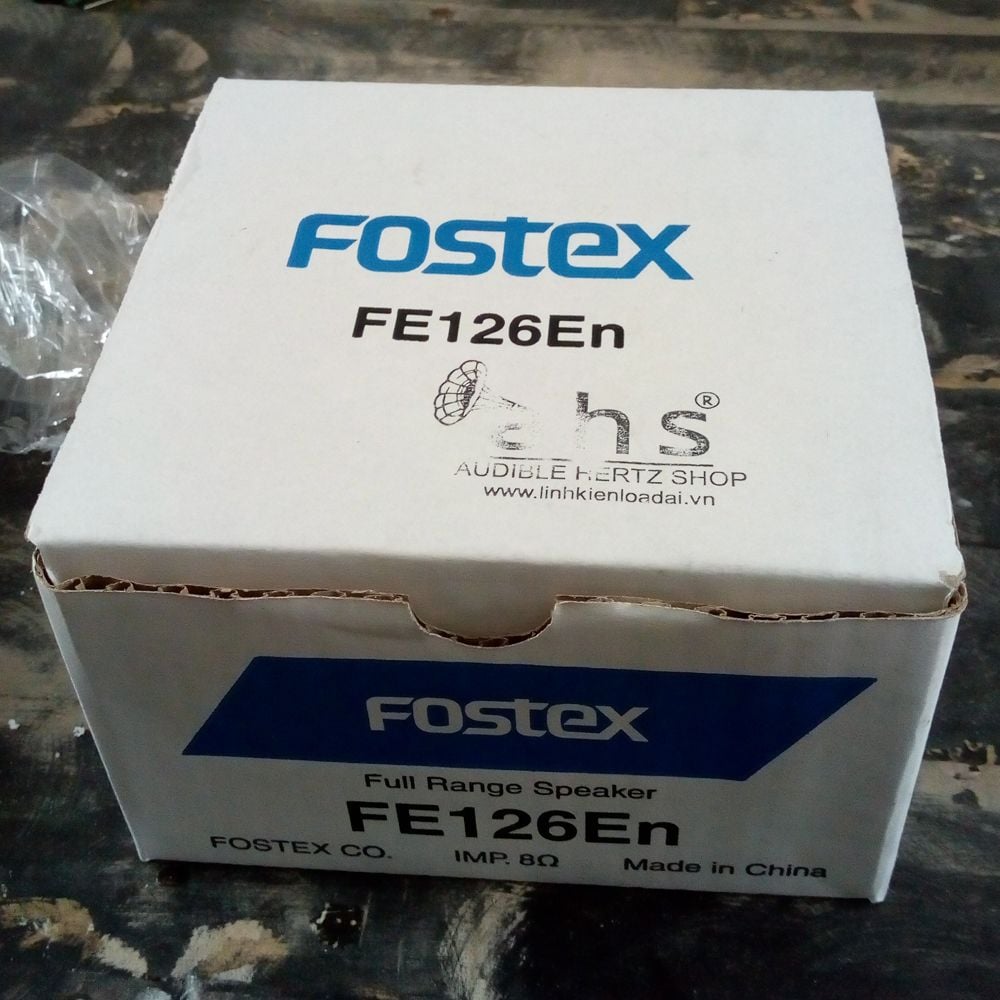 Fostex
FE126En
ahs®
AUDIBLE HERTZ SHOP
www.linhkienloadai.vn
Fostex
Full Range Speaker
FE126En
FOSTEX CO. IMP. 8Ω Made in China